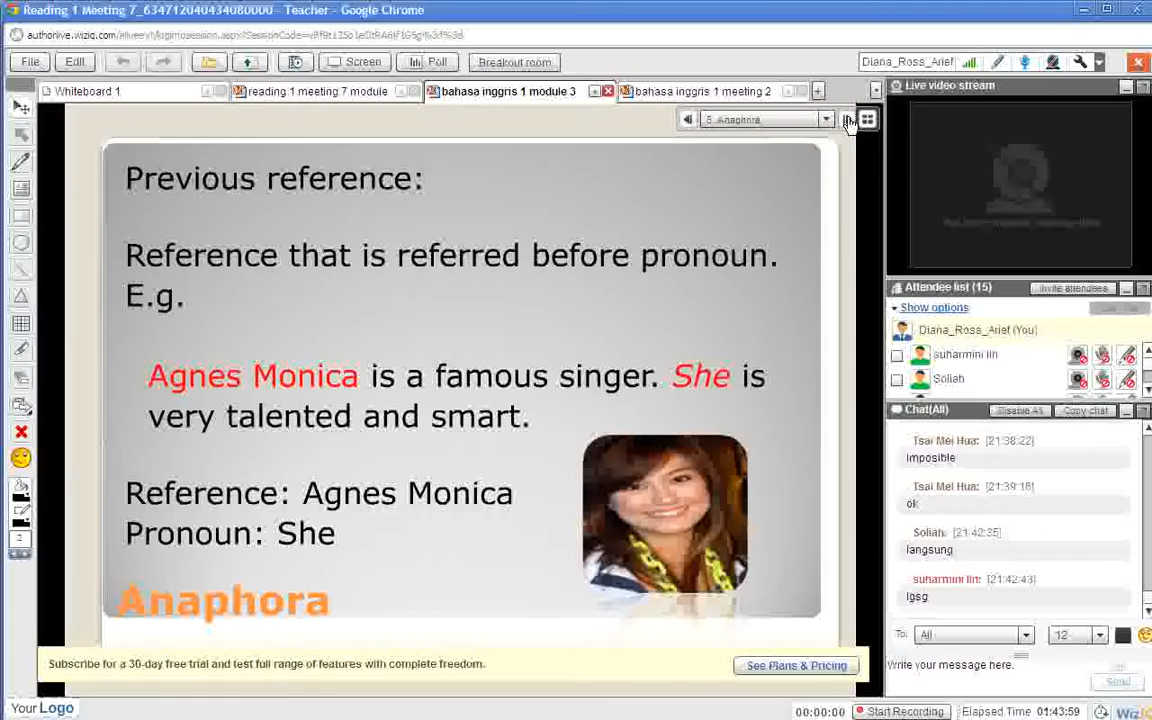 Reading 1 Meeting 7_634712040434080000 - Teacher - Google Chrome
File Edit Screen Poll Breakout room Diana_Ross_Arief
Whiteboard 1 reading 1 meeting 7 module bahasa inggris 1 module 3 bahasa inggris 1 meeting 2
Live video stream
5. Anaphora
Previous reference:
Reference that is referred before pronoun.
E.g.
Agnes Monica is a famous singer. She is
very talented and smart.
Reference: Agnes Monica
Pronoun: She
Anaphora
Attendee list (15) Invite attendees
Show options
Diana_Ross_Arief (You)
suharmini lin
Soliah
Chat(All) Disable All Copy chat
Tsai Mei Hua: [21:38:22]
imposible
Tsai Mei Hua: [21:39:16]
ok
Soliah: [21:42:35]
langsung
suharmini lin: [21:42:43]
lgsg
To: All 12
Write your message here.
Send
Subscribe for a 30-day free trial and test full range of features with complete freedom. See Plans & Pricing
Your Logo 00:00:00 Start Recording Elapsed Time 01:43:59